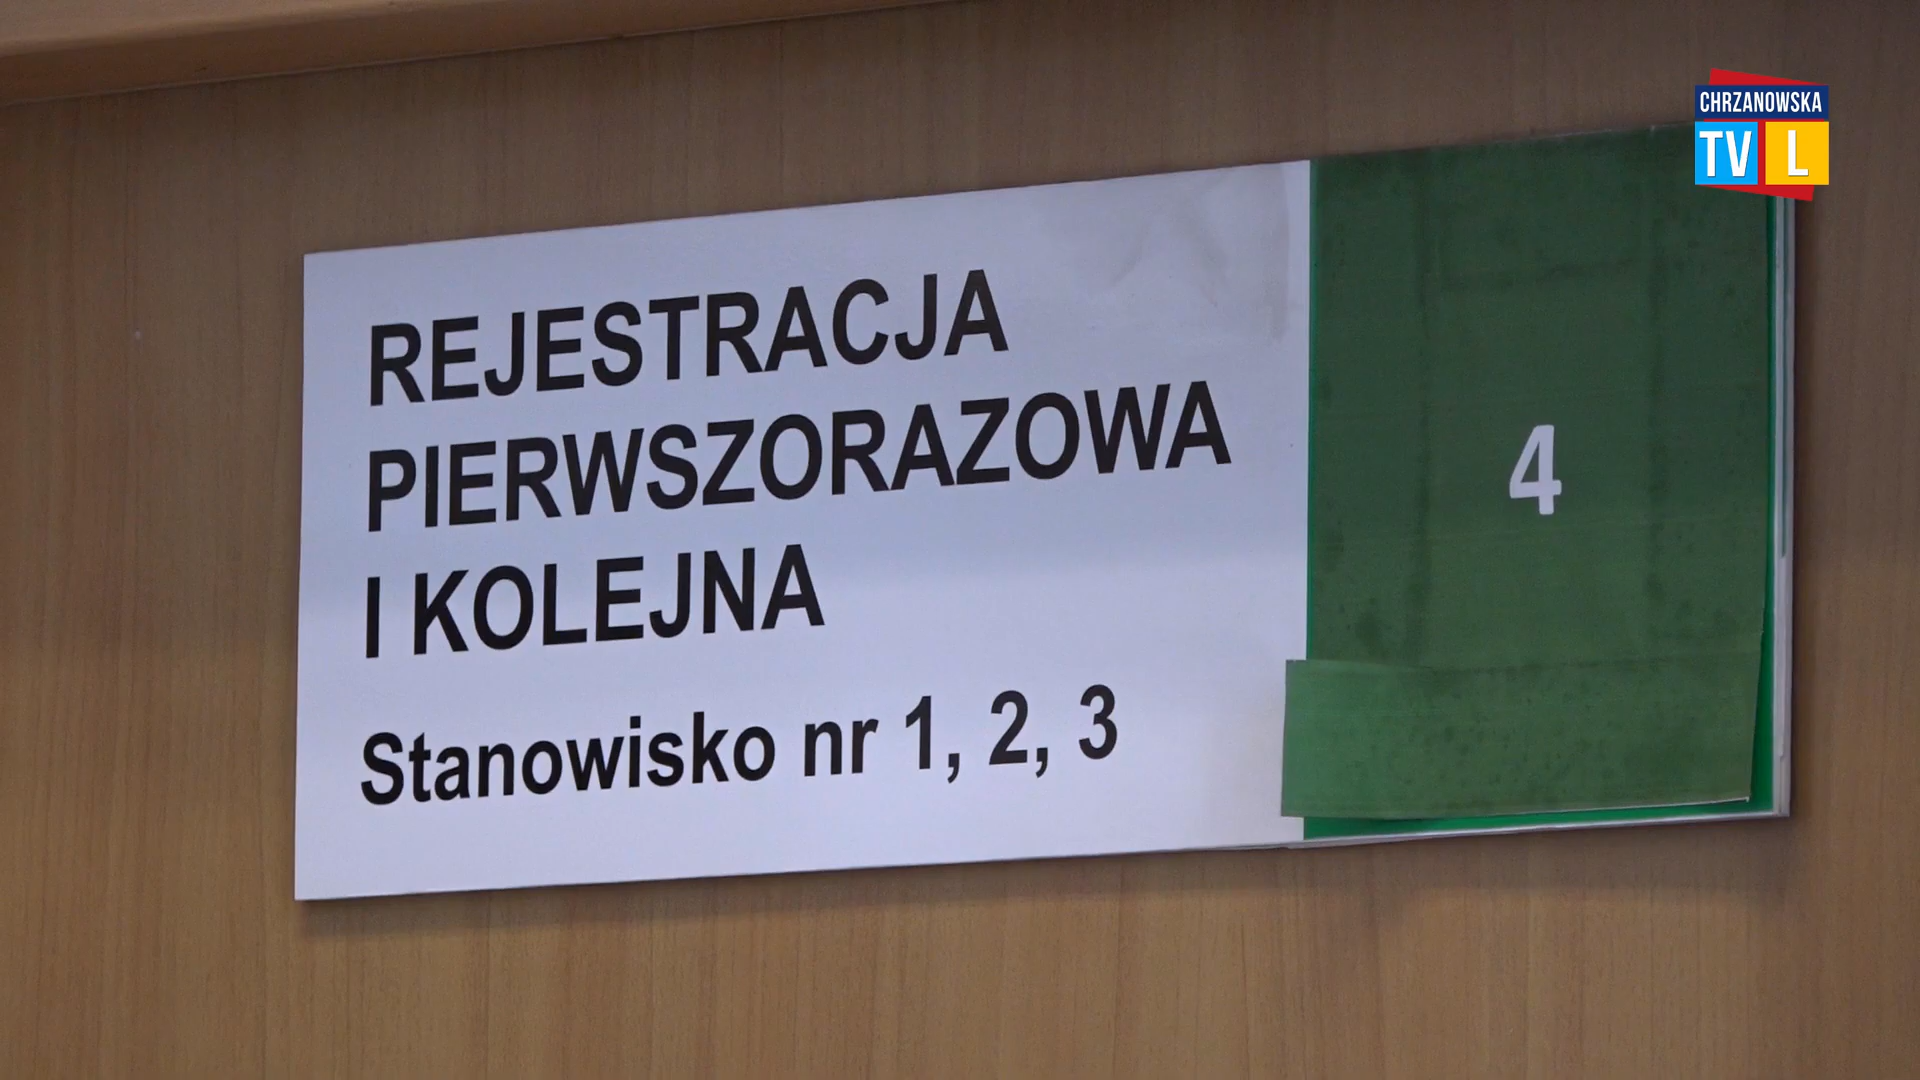 CHRZANOWSKA
TV L
REJESTRACJA
PIERWSZORAZOWA
I KOLEJNA
Stanowisko nr 1, 2, 3
4